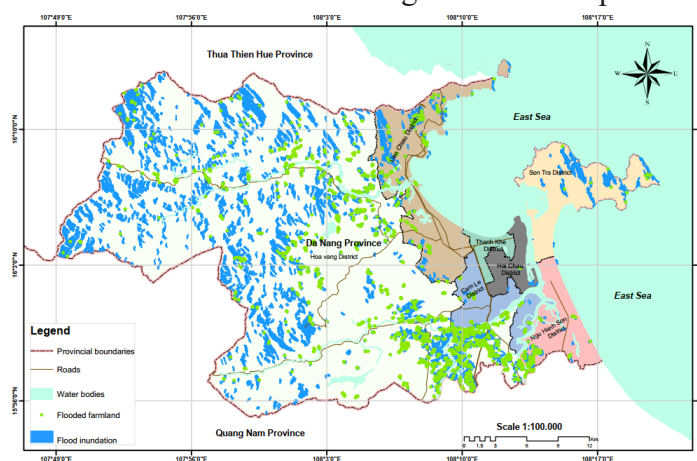 107°49'0"E
107°56'0"E
108°3'0"E
108°10'0"E
108°17'0"E
Thua Thien Hue Province
N
W
S
East Sea
16°10'0"N
Lien Chieu District
Son Tra District
Da Nang Province
Hoa vang District
Thanh Khe
District
Hai Chau
District
16°3'0"N
Cam Le
District
East Sea
Ngu Hanh Son
District
Legend
Provincial boundaries
Roads
Water bodies
Flooded farmland
Flood inundation
15°56'0"N
Quang Nam Province
Scale 1:100.000
Km
0 1.5 3 6 9 12
107°49'0"E
107°56'0"E
108°3'0"E
108°10'0"E
108°17'0"E